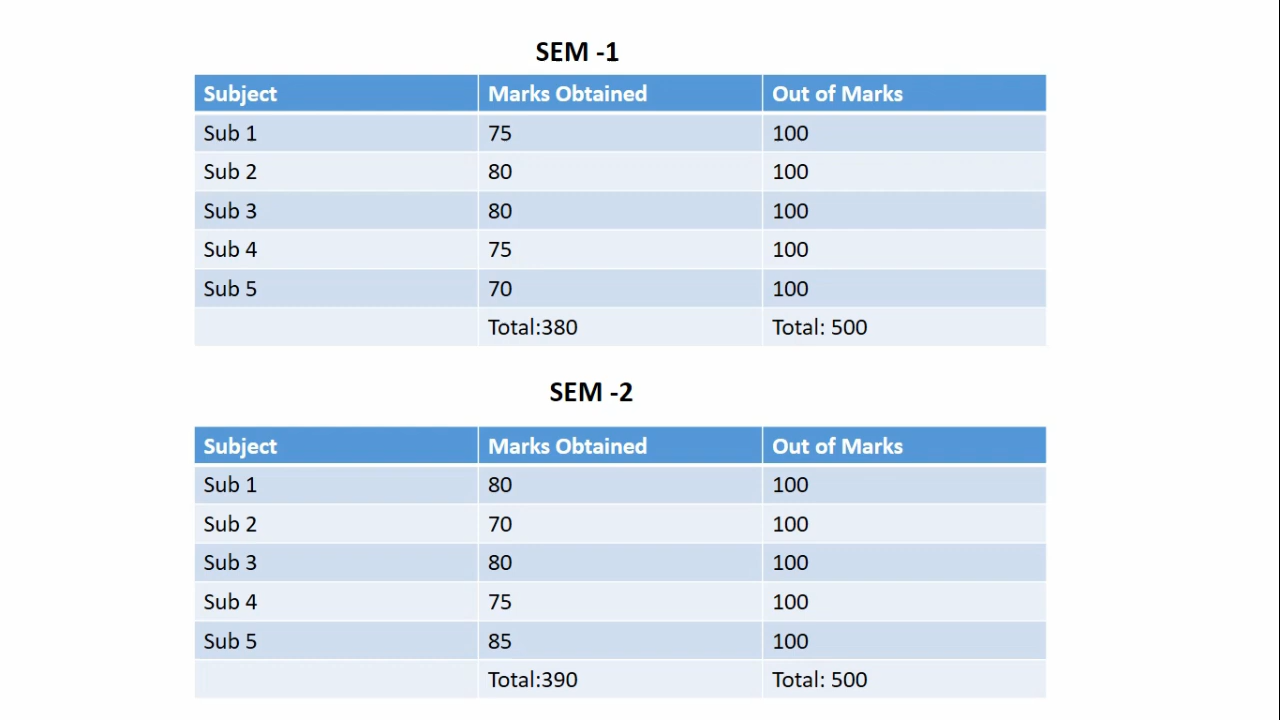 SEM -1
Subject Marks Obtained Out of Marks
Sub 1 75 100
Sub 2 80 100
Sub 3 80 100
Sub 4 75 100
Sub 5 70 100
Total:380 Total: 500
SEM -2
Subject Marks Obtained Out of Marks
Sub 1 80 100
Sub 2 70 100
Sub 3 80 100
Sub 4 75 100
Sub 5 85 100
Total:390 Total: 500